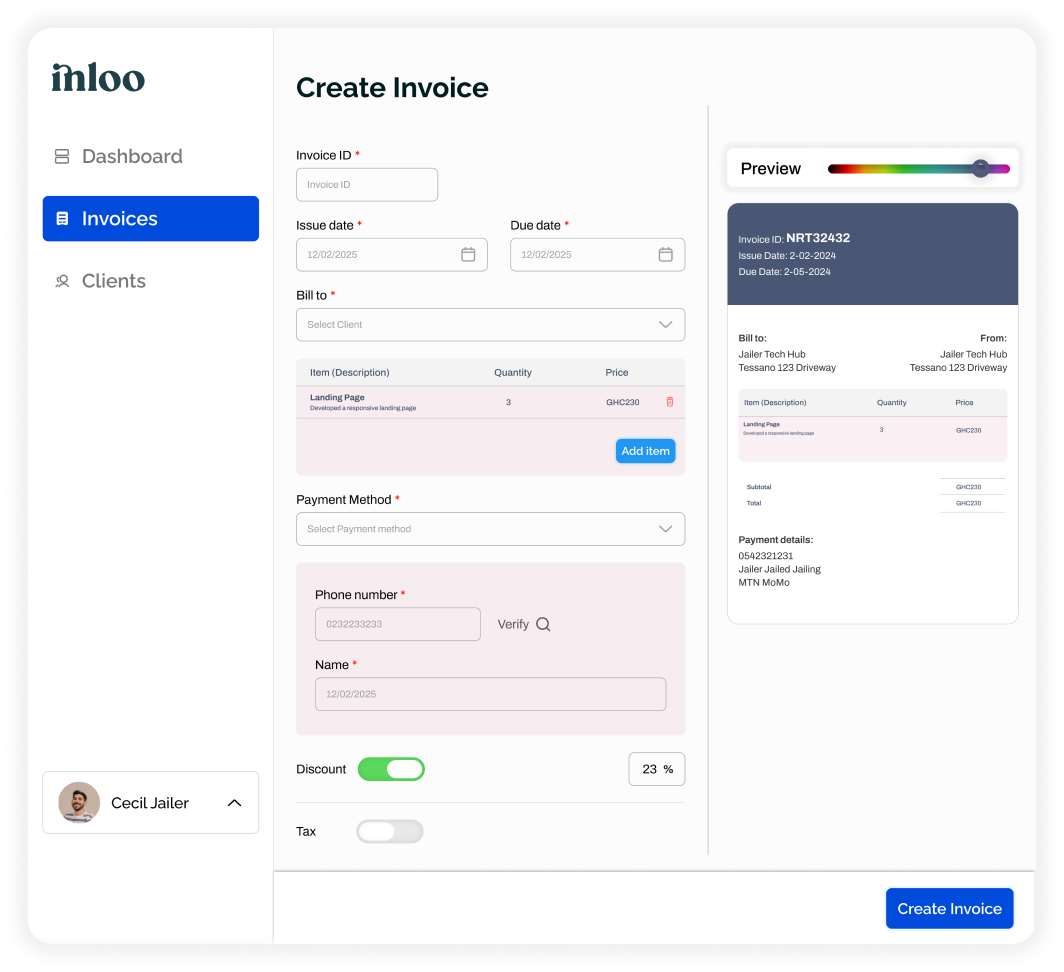 inloo
Dashboard
Invoices
Clients
Cecil Jailer
Create Invoice
Invoice ID *
Invoice ID
Issue date *
Due date *
12/02/2025
12/02/2025
Bill to *
Select Client
Item (Description) Quantity Price
Landing Page
Developed a responsive landing page
3 GHC230
Add item
Payment Method *
Select Payment method
Phone number *
0232233233
Verify
Name *
12/02/2025
Discount
23 %
Tax
Preview
Invoice ID: NRT32432
Issue Date: 2-02-2024
Due Date: 2-05-2024
Bill to:
Jailer Tech Hub
Tessano 123 Driveway
From:
Jailer Tech Hub
Tessano 123 Driveway
Item (Description) Quantity Price
Landing Page
Developed a responsive landing page
3 GHC230
Subtotal GHC230
Total GHC230
Payment details:
0542321231
Jailer Jailed Jailing
MTN MoMo
Create Invoice